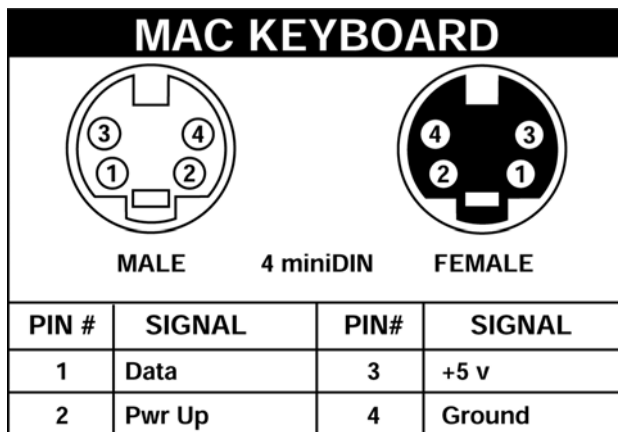 MAC KEYBOARD
3 4 4 3
1 2 2 1
MALE 4 miniDIN FEMALE
PIN # SIGNAL PIN# SIGNAL
1 Data 3 +5 v
2 Pwr Up 4 Ground